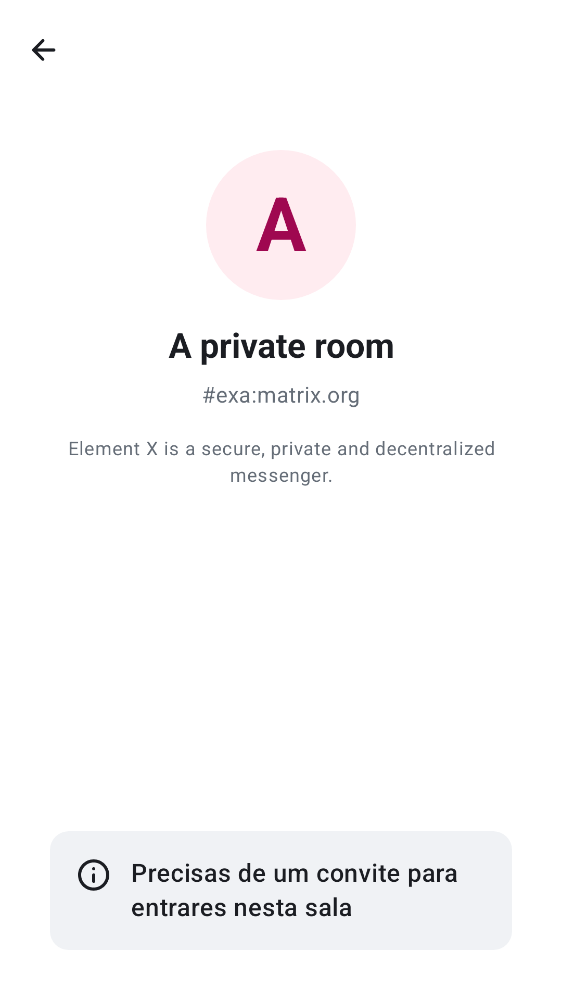 A
A private room
#exa:matrix.org
Element X is a secure, private and decentralized
messenger.
Precisas de um convite para
entrares nesta sala